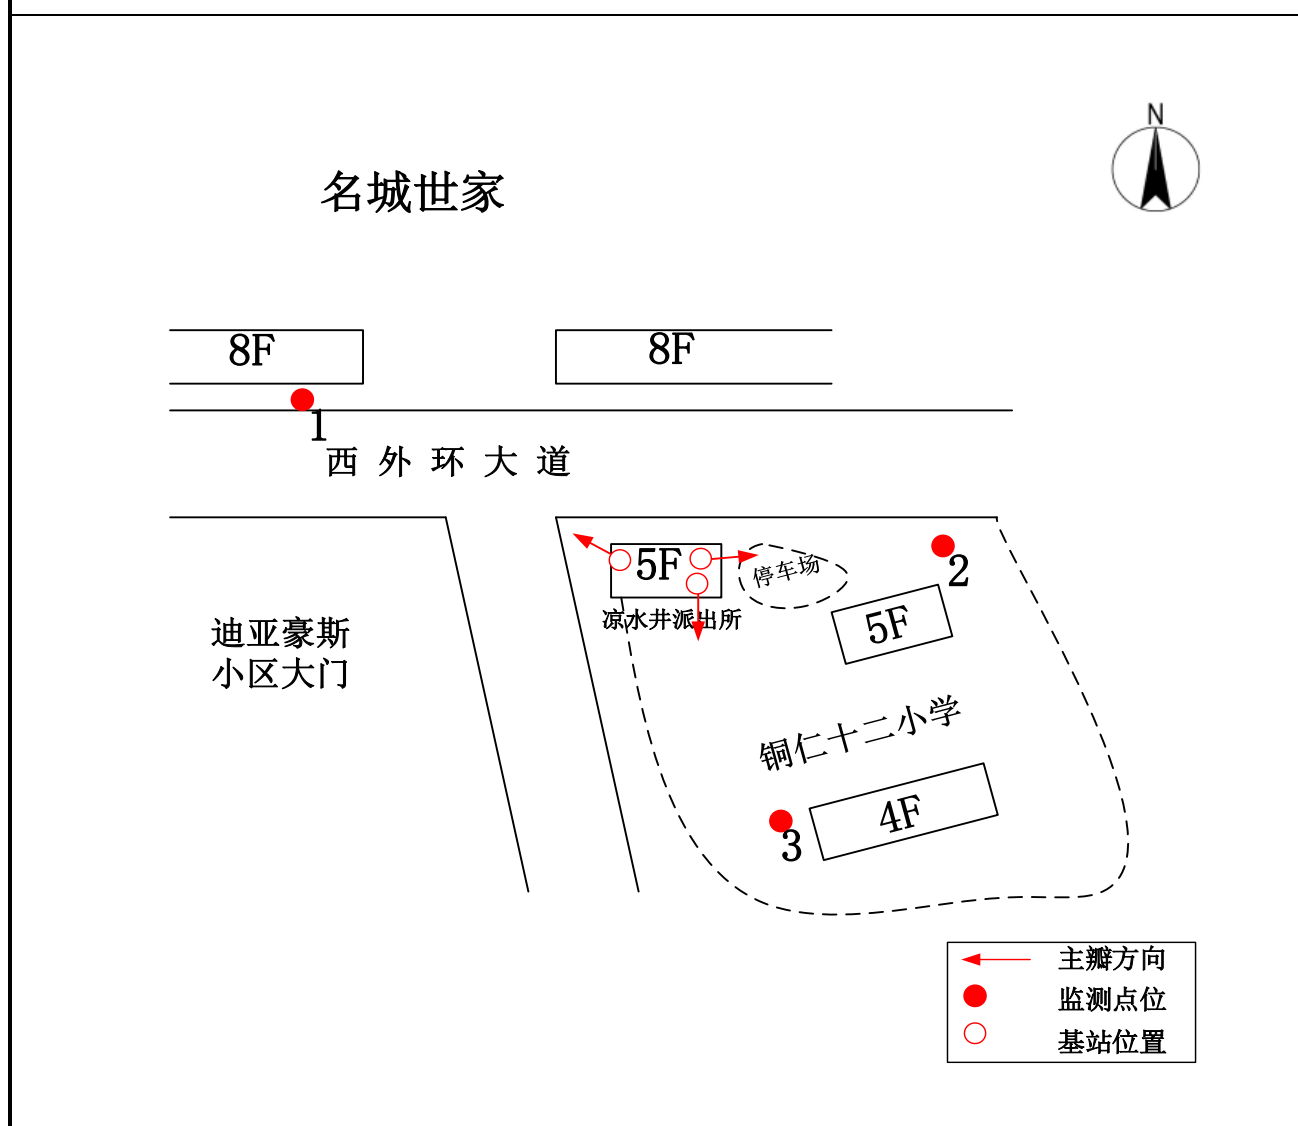 N
名城世家
8F
8F
1
西外环大道
5F
停车场
2
凉水井派出所
5F
迪亚豪斯
小区大门
铜仁十二小学
4F
3
主瓣方向
监测点位
基站位置